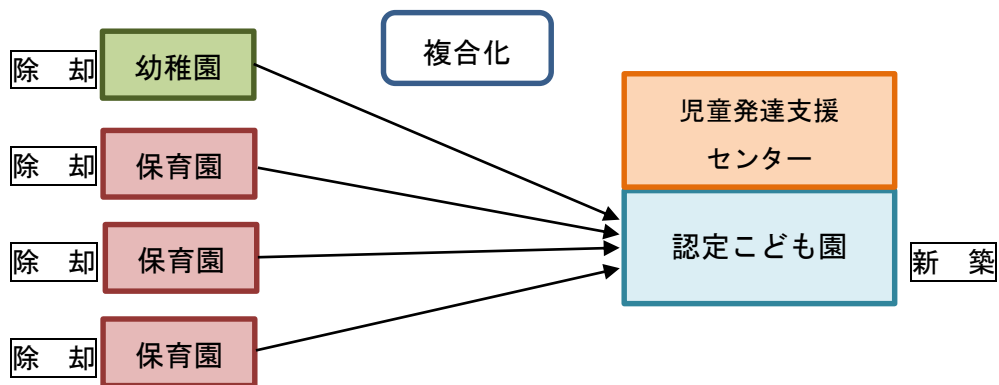 複合化
除　却
幼稚園
除　却
保育園
除　却
保育園
除　却
保育園
児童発達支援
センター
認定こども園
新　築